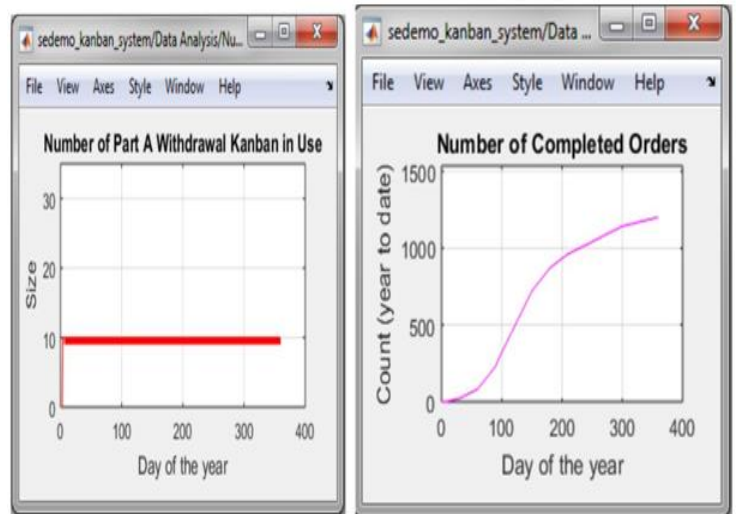 sedemo_kanban_system/Data Analysis/Nu...
File View Axes Style Window Help
Number of Part A Withdrawal Kanban in Use
30
20
10
0
Size
0 100 200 300 400
Day of the year
sedemo_kanban_system/Data ...
File View Axes Style Window Help
Number of Completed Orders
1500
1000
500
0
Count (year to date)
0 100 200 300 400
Day of the year